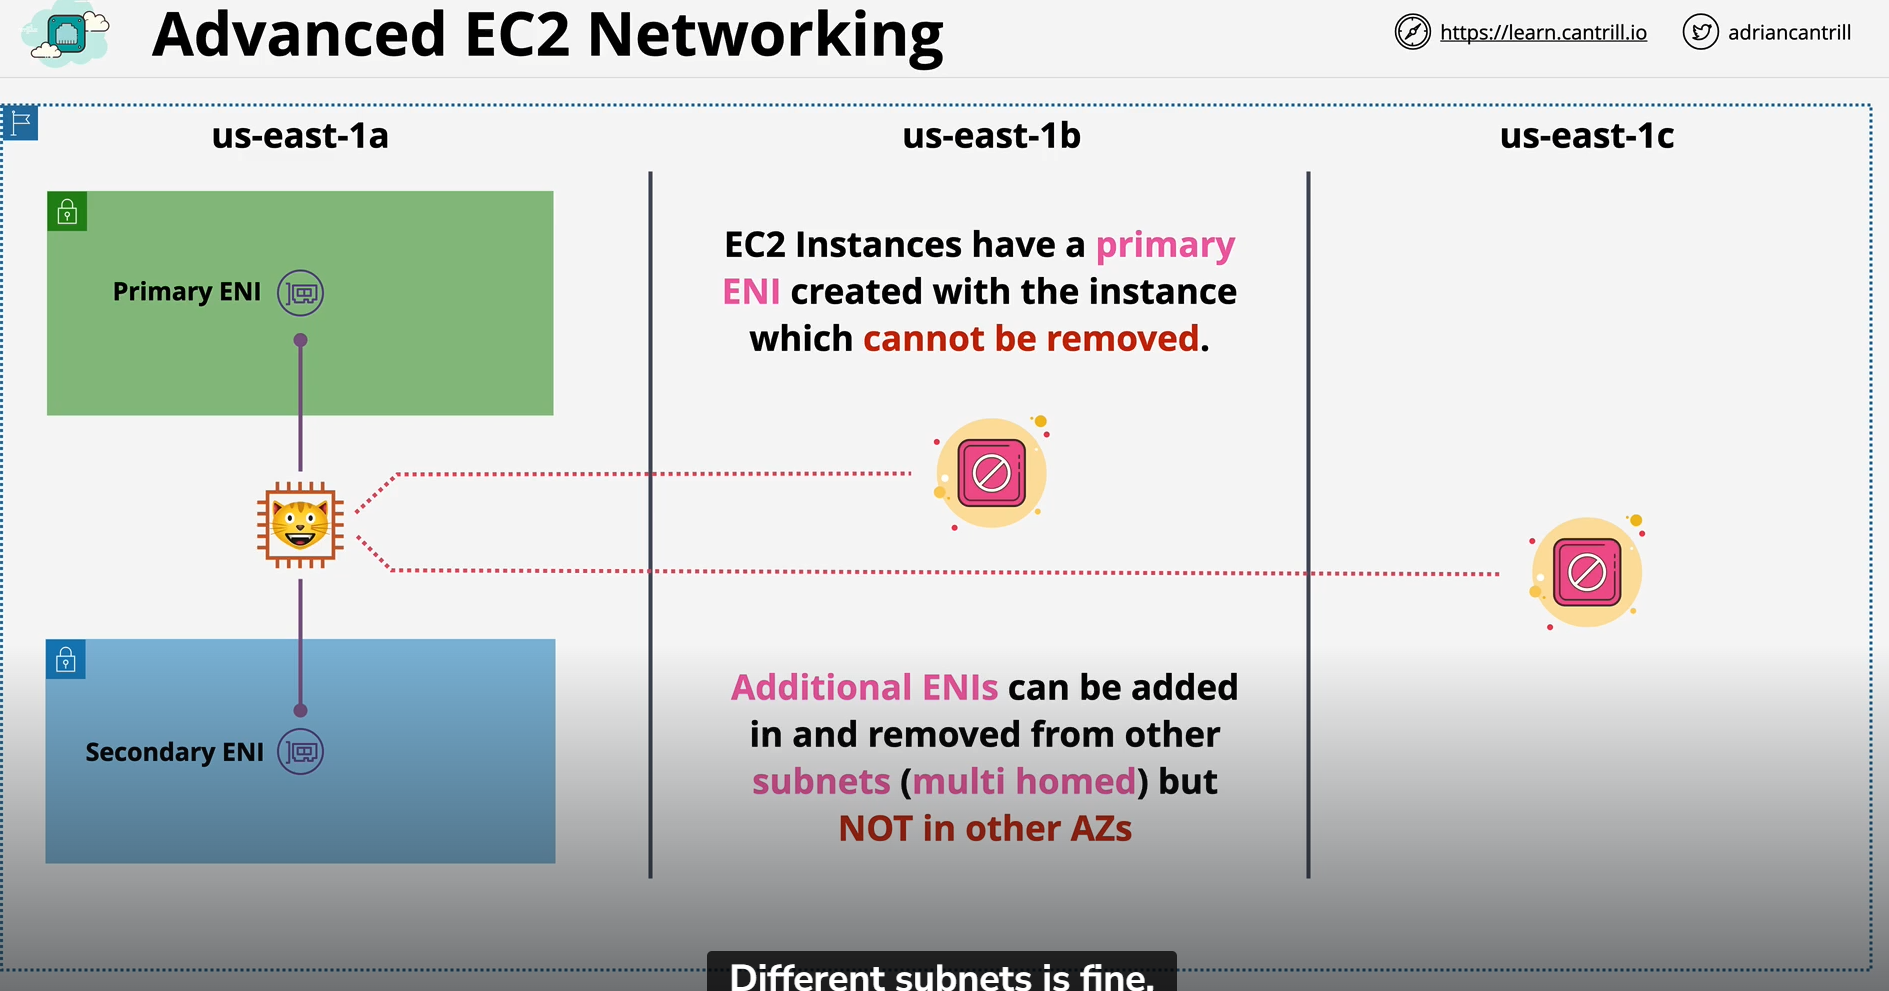 Advanced EC2 Networking
https://learn.cantrill.io
adriancantrill
us-east-1a
us-east-1b
us-east-1c
Primary ENI
EC2 Instances have a primary
ENI created with the instance
which cannot be removed.
Secondary ENI
Additional ENIs can be added
in and removed from other
subnets (multi homed) but
NOT in other AZs
Different subnets is fine.